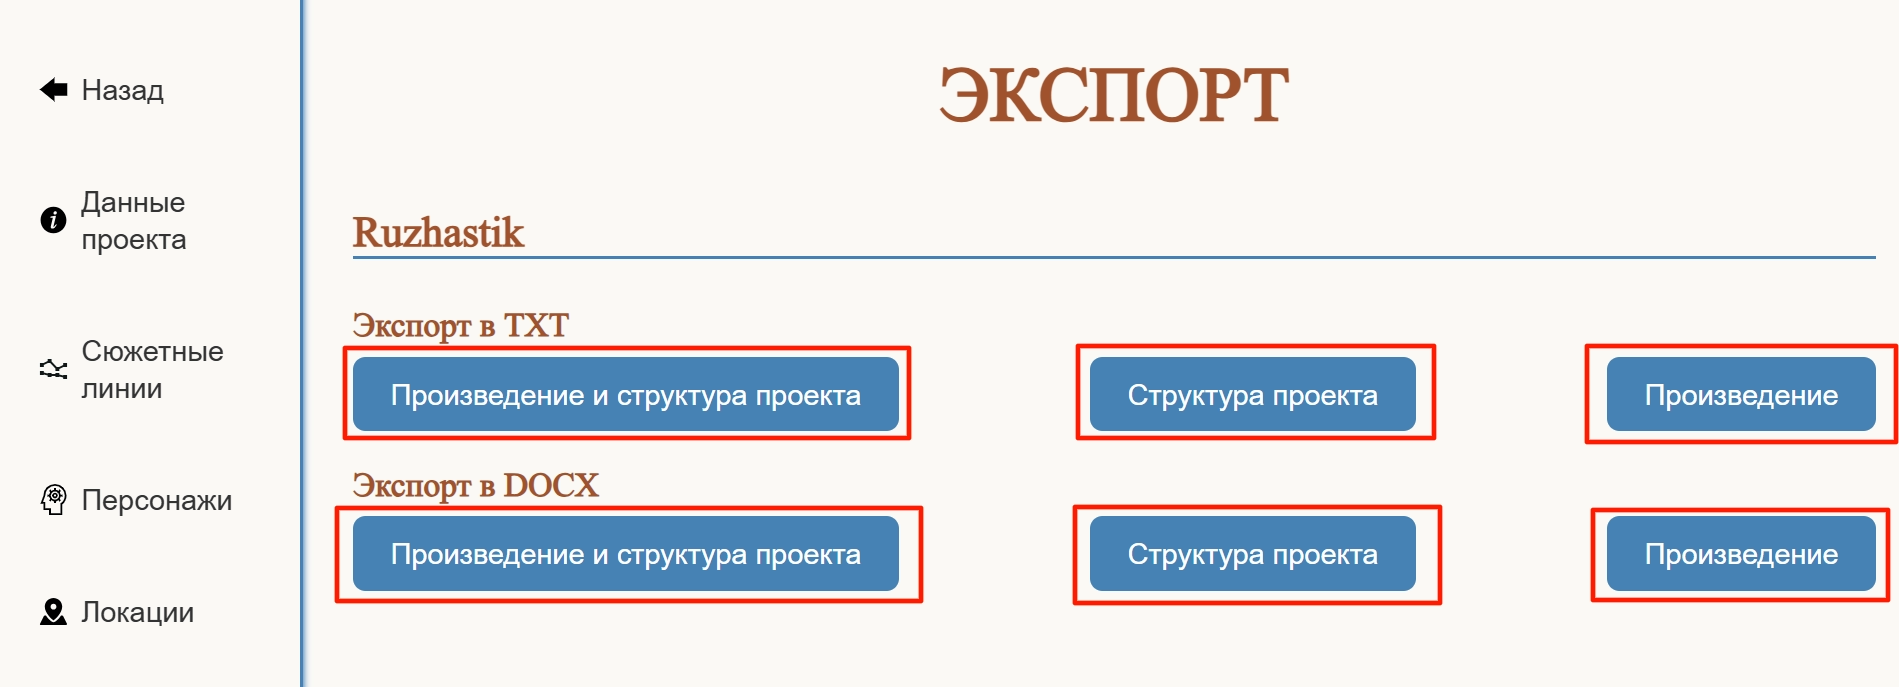 Назад
Данные
проекта
Сюжетные
линии
Персонажи
Локации
ЭКСПОРТ
Ruzhastik
Экспорт в TXT
Произведение и структура проекта
Структура проекта
Произведение
Экспорт в DOCX
Произведение и структура проекта
Структура проекта
Произведение